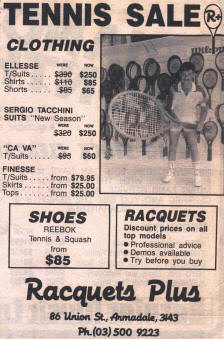 TENNIS SALE R+
CLOTHING
ELLESSE WERE NOW
T/Suits ..... $390 $250
Shirts ..... $110 $85
Shorts ..... $85 $65
SERGIO TACCHINI
SUITS "New Season"
WERE NOW
$320 $250
"CA VA" WERE NOW
T/Suits ..... $95 $60
FINESSE
T/Suits ..... from $79.95
Skirts ..... from $25.00
Tops ..... from $25.00
SHOES
REEBOK
Tennis & Squash
from
$85
RACQUETS
Discount prices on all
top models
● Professional advice
● Demos available
● Try before you buy
Racquets Plus
86 Union St., Armadale, 3143
Ph.(03) 500 9223